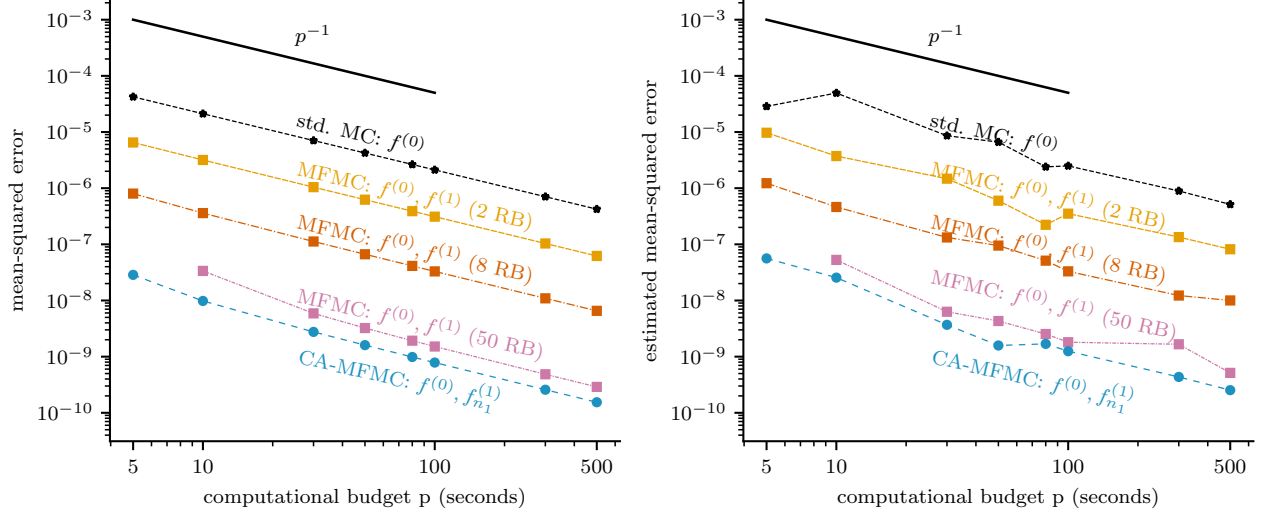 mean-squared error
10⁻³
10⁻⁴
10⁻⁵
10⁻⁶
10⁻⁷
10⁻⁸
10⁻⁹
10⁻¹⁰
p⁻¹
std. MC: f⁽⁰⁾
MFMC: f⁽⁰⁾, f⁽¹⁾ (2 RB)
MFMC: f⁽⁰⁾, f⁽¹⁾ (8 RB)
MFMC: f⁽⁰⁾, f⁽¹⁾ (50 RB)
CA-MFMC: f⁽⁰⁾, f_{n₁}⁽¹⁾
5 10 100 500
computational budget p (seconds)
estimated mean-squared error
10⁻³
10⁻⁴
10⁻⁵
10⁻⁶
10⁻⁷
10⁻⁸
10⁻⁹
10⁻¹⁰
p⁻¹
std. MC: f⁽⁰⁾
MFMC: f⁽⁰⁾, f⁽¹⁾ (2 RB)
MFMC: f⁽⁰⁾, f⁽¹⁾ (8 RB)
MFMC: f⁽⁰⁾, f⁽¹⁾ (50 RB)
CA-MFMC: f⁽⁰⁾, f_{n₁}⁽¹⁾
5 10 100 500
computational budget p (seconds)